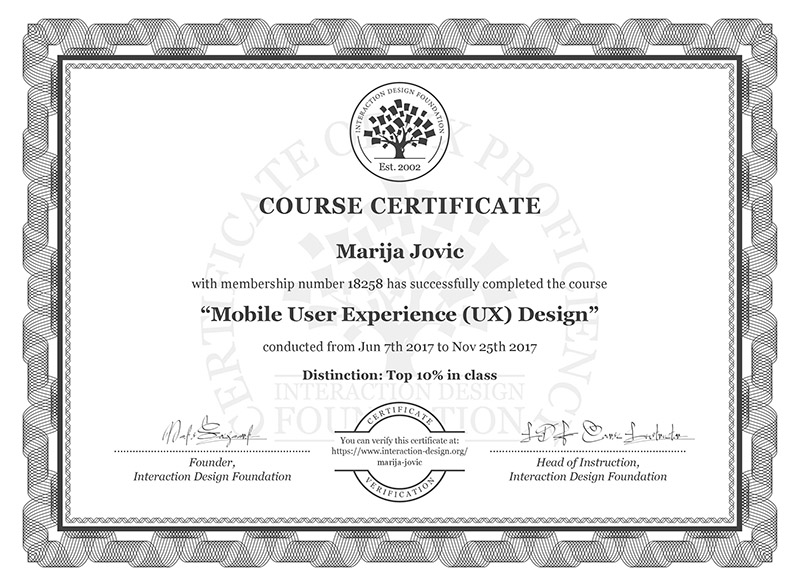 INTERACTION DESIGN FOUNDATION
Est. 2002
CERTIFICATE OF UX PROFICIENCY
COURSE CERTIFICATE
Marija Jovic
with membership number 18258 has successfully completed the course
“Mobile User Experience (UX) Design”
conducted from Jun 7th 2017 to Nov 25th 2017
Distinction: Top 10% in class
INTERACTION DESIGN
FOUNDATION
CERTIFICATE
You can verify this certificate at:
https://www.interaction-design.org/
marija-jovic
VERIFICATION
Founder,
Interaction Design Foundation
Head of Instruction,
Interaction Design Foundation